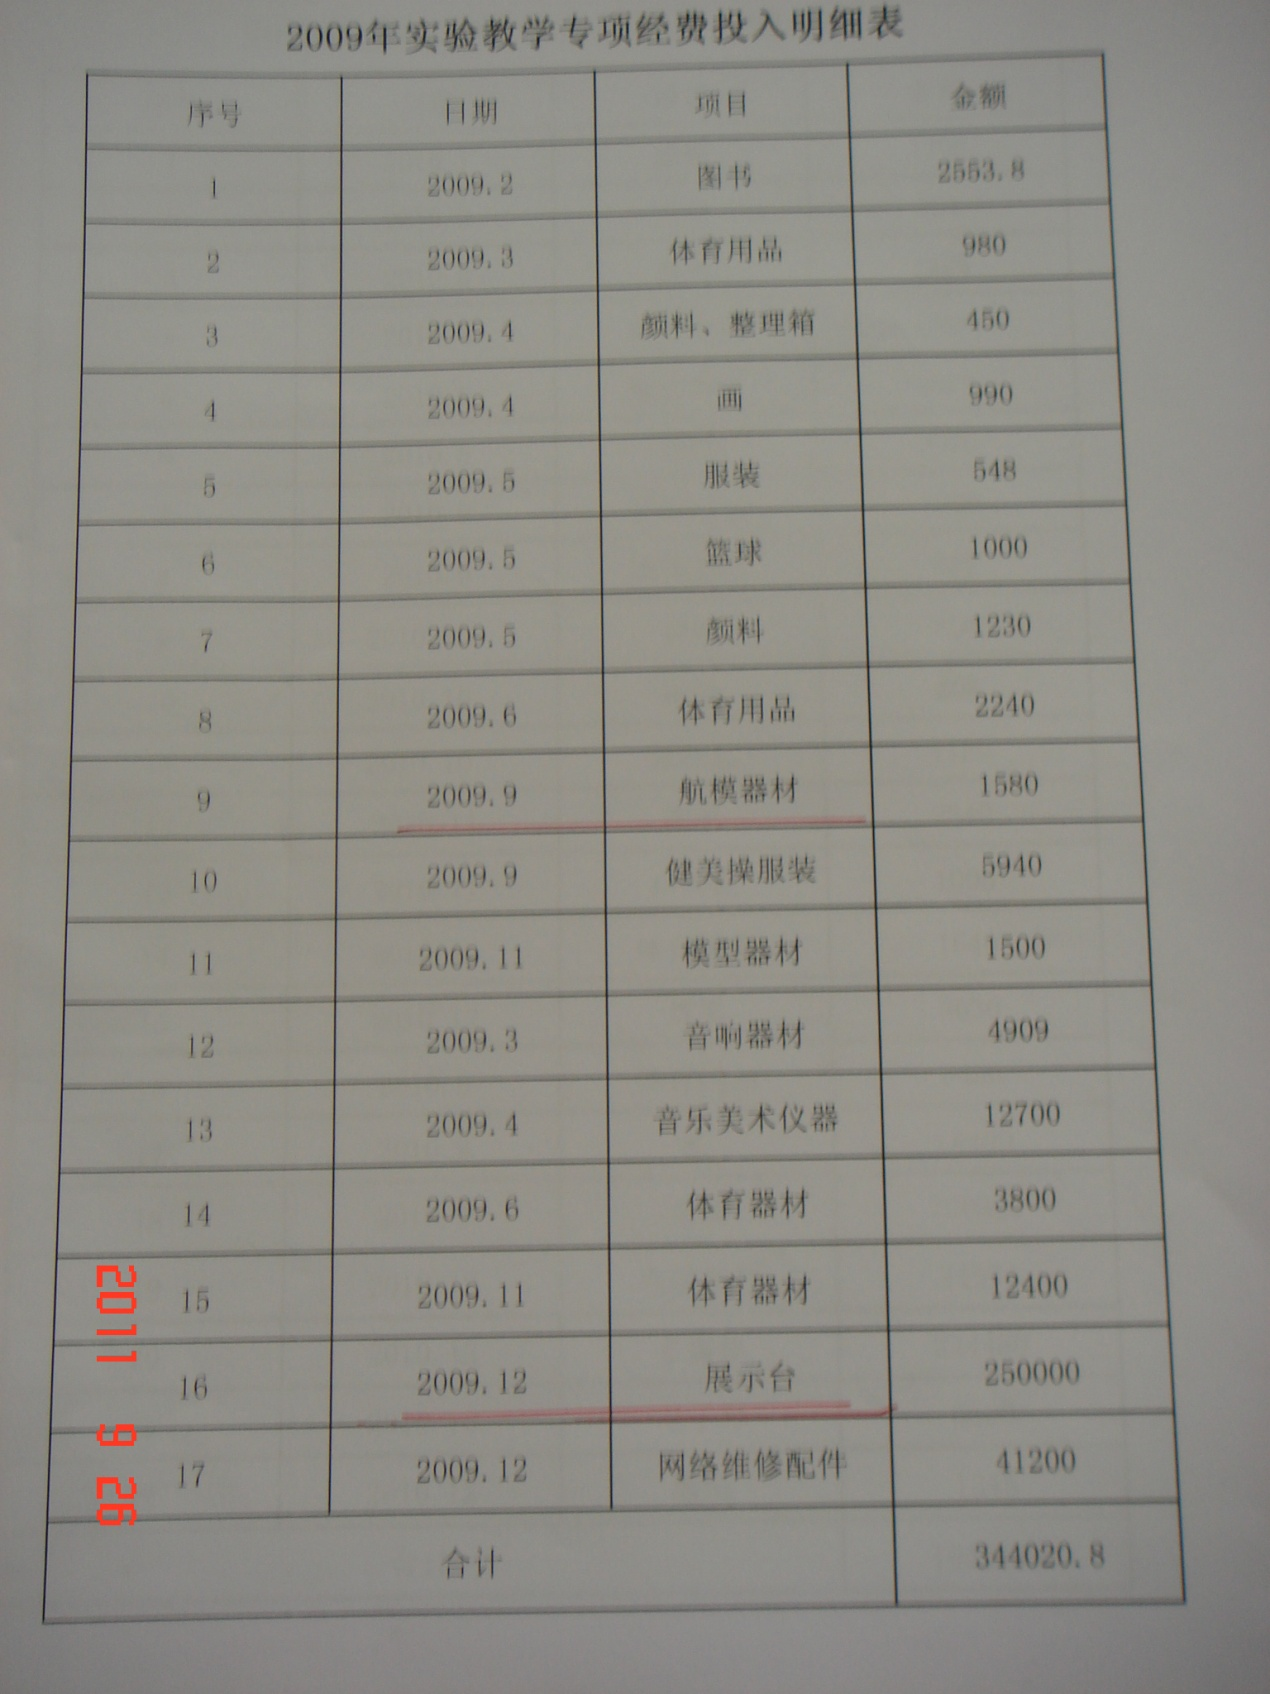 2009年实验教学专项经费投入明细表
序号 日期 项目 金额
1 2009.2 图书 2553.8
2 2009.3 体育用品 980
3 2009.4 颜料、整理箱 450
4 2009.4 画 990
5 2009.5 服装 548
6 2009.5 篮球 1000
7 2009.5 颜料 1230
8 2009.6 体育用品 2240
9 2009.9 航模器材 1580
10 2009.9 健美操服装 5940
11 2009.11 模型器材 1500
12 2009.3 音响器材 4909
13 2009.4 音乐美术仪器 12700
14 2009.6 体育器材 3800
15 2009.11 体育器材 12400
16 2009.12 展示台 250000
17 2009.12 网络维修配件 41200
合计 344020.8
2011 9 26